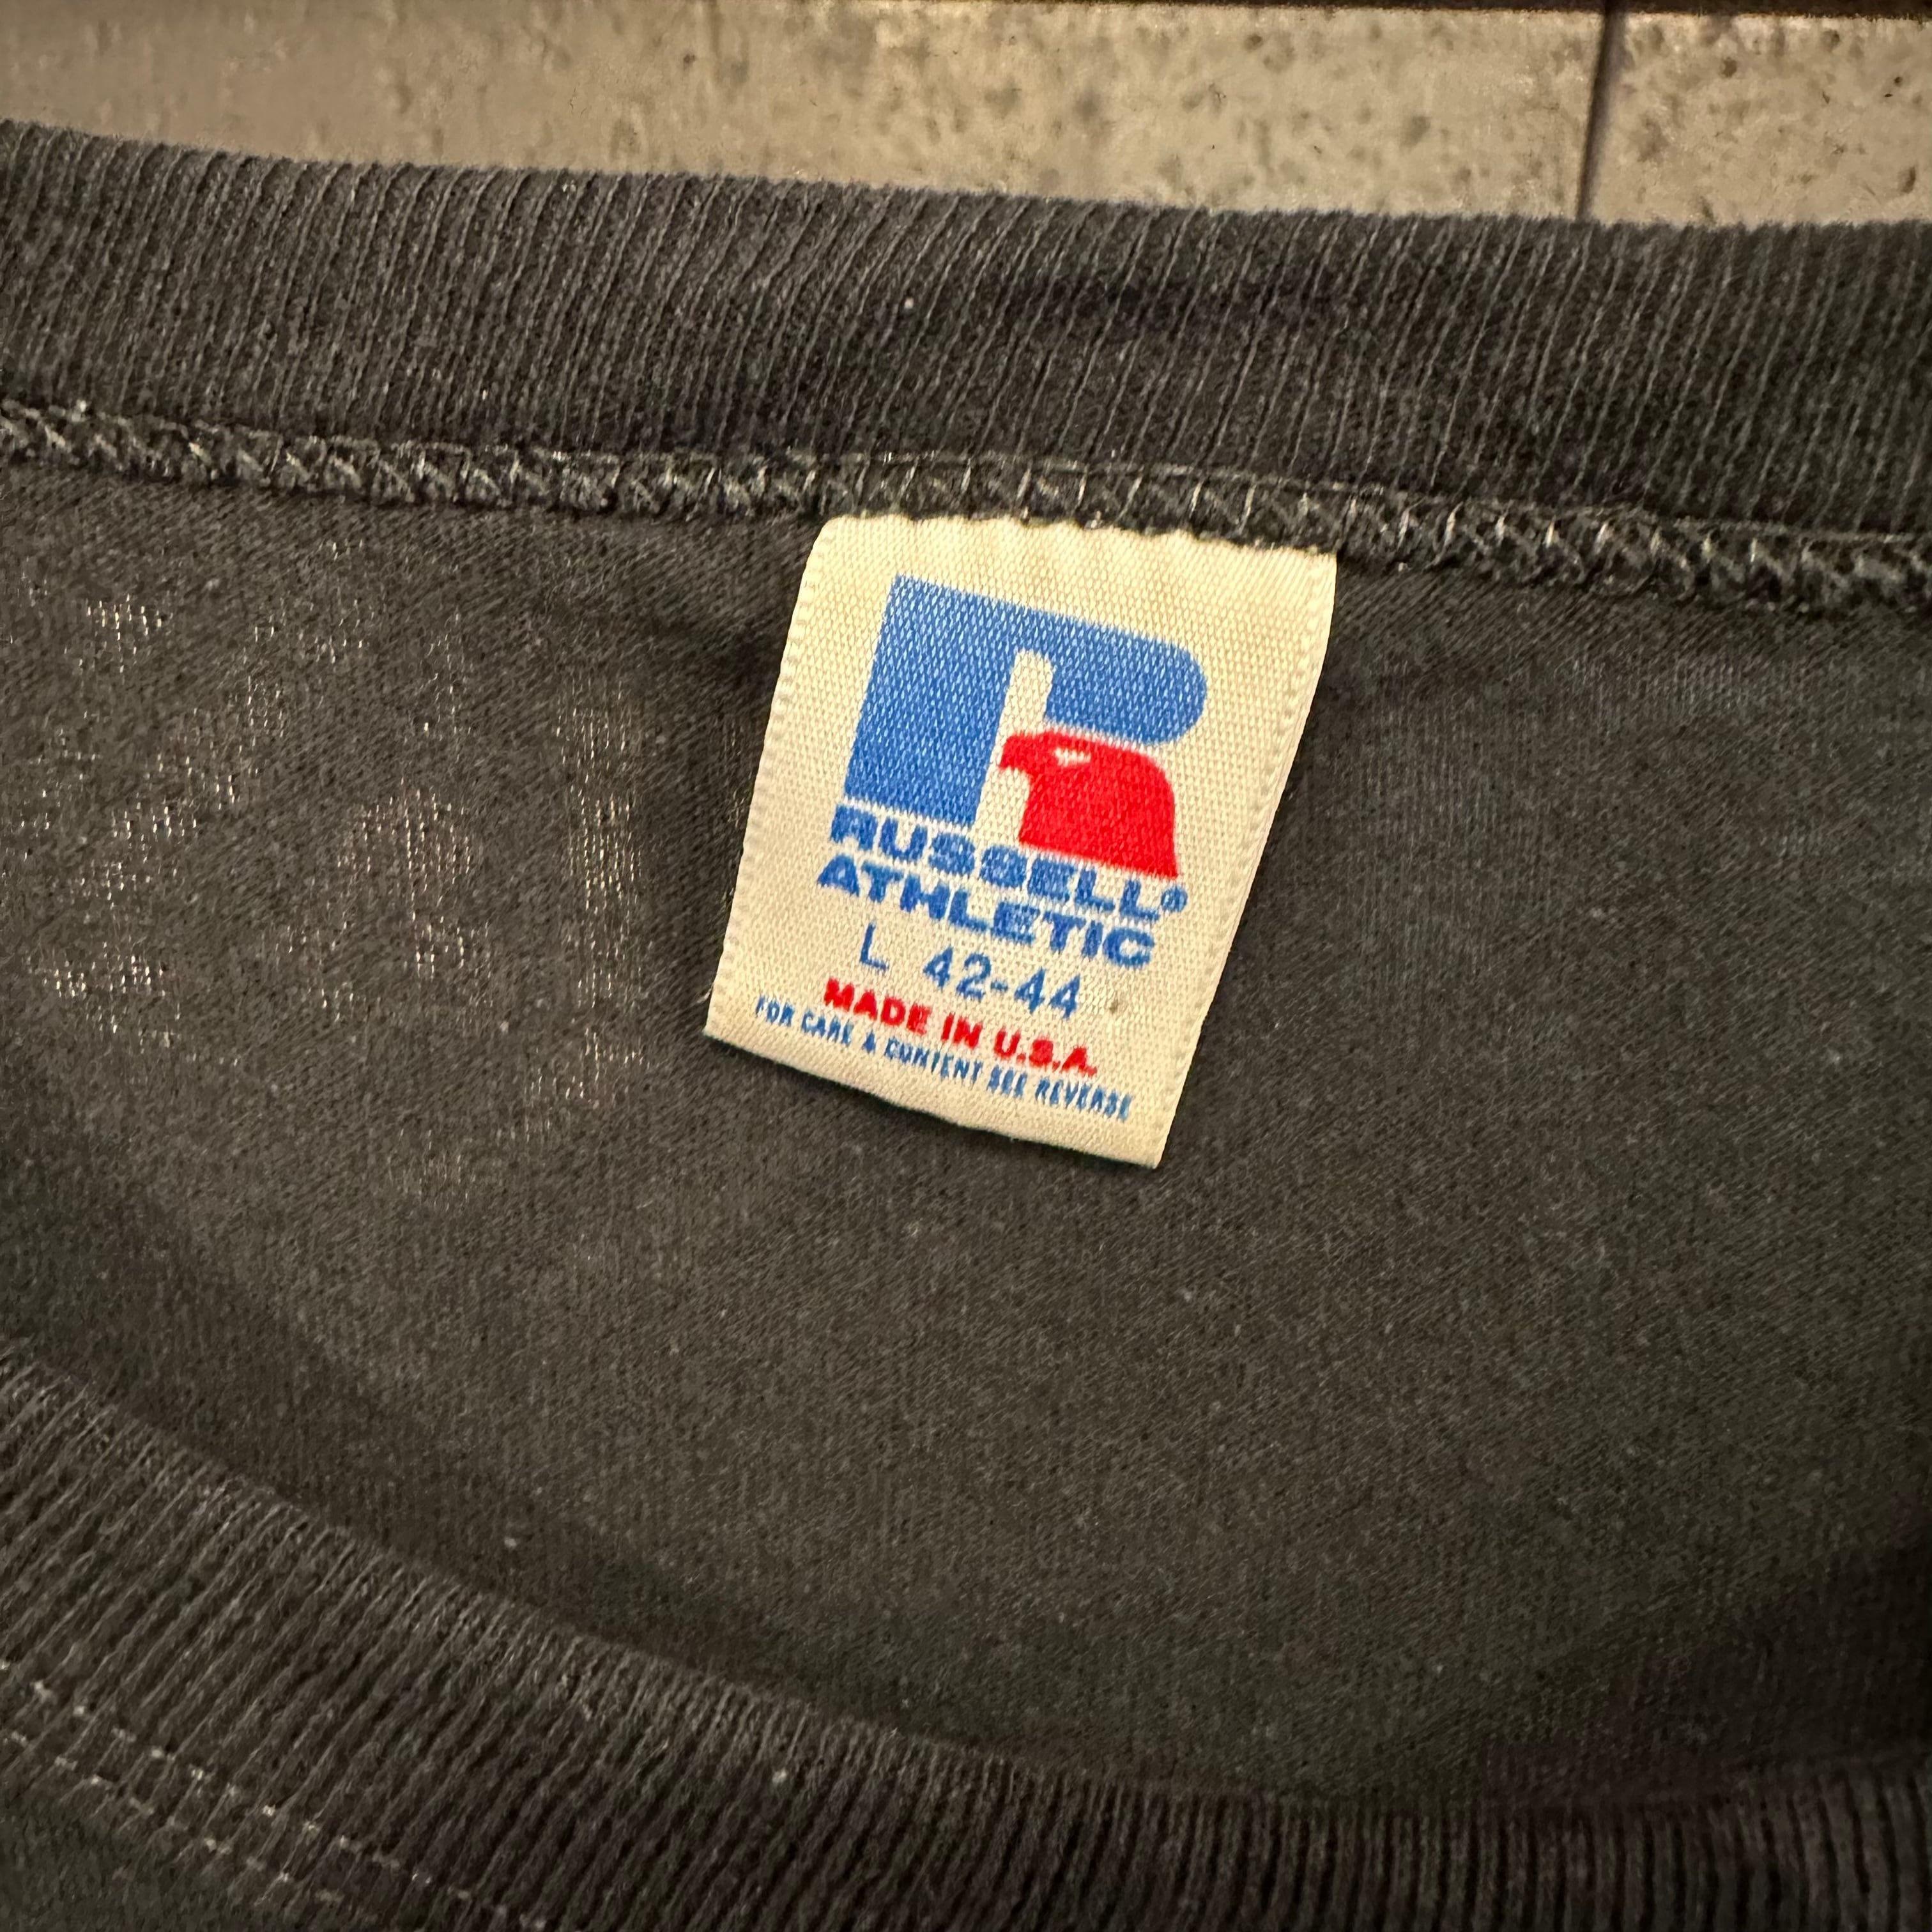 RUSSELL®
ATHLETIC
L 42-44
MADE IN U.S.A.
FOR CARE & CONTENT SEE REVERSE